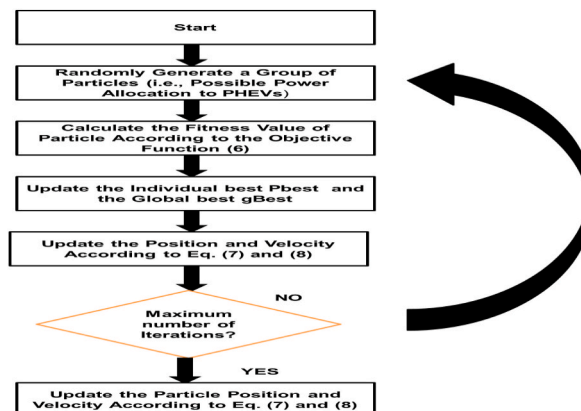 Start
Randomly Generate a Group of
Particles (i.e., Possible Power
Allocation to PHEVs)
Calculate the Fitness Value of
Particle According to the Objective
Function (6)
Update the Individual best Pbest and
the Global best gBest
Update the Position and Velocity
According to Eq. (7) and (8)
NO
Maximum
number of
Iterations?
YES
Update the Particle Position and
Velocity According to Eq. (7) and (8)